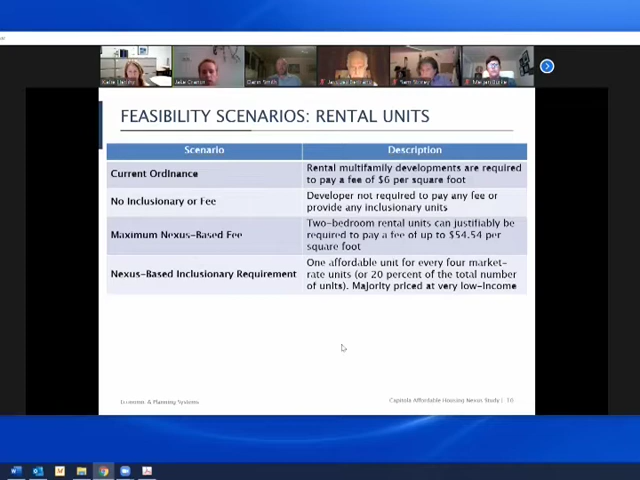 FEASIBILITY SCENARIOS: RENTAL UNITS
Scenario
Description
Current Ordinance
Rental multifamily developments are required
to pay a fee of $6 per square foot
No Inclusionary or Fee
Developer not required to pay any fee or
provide any inclusionary units
Maximum Nexus-Based Fee
Two-bedroom rental units can justifiably be
required to pay a fee of up to $54.54 per
square foot
Nexus-Based Inclusionary Requirement
One affordable unit for every four market-
rate units (or 20 percent of the total number
of units). Majority priced at very low-income
Economic & Planning Systems
Capitola Affordable Housing Nexus Study | 10